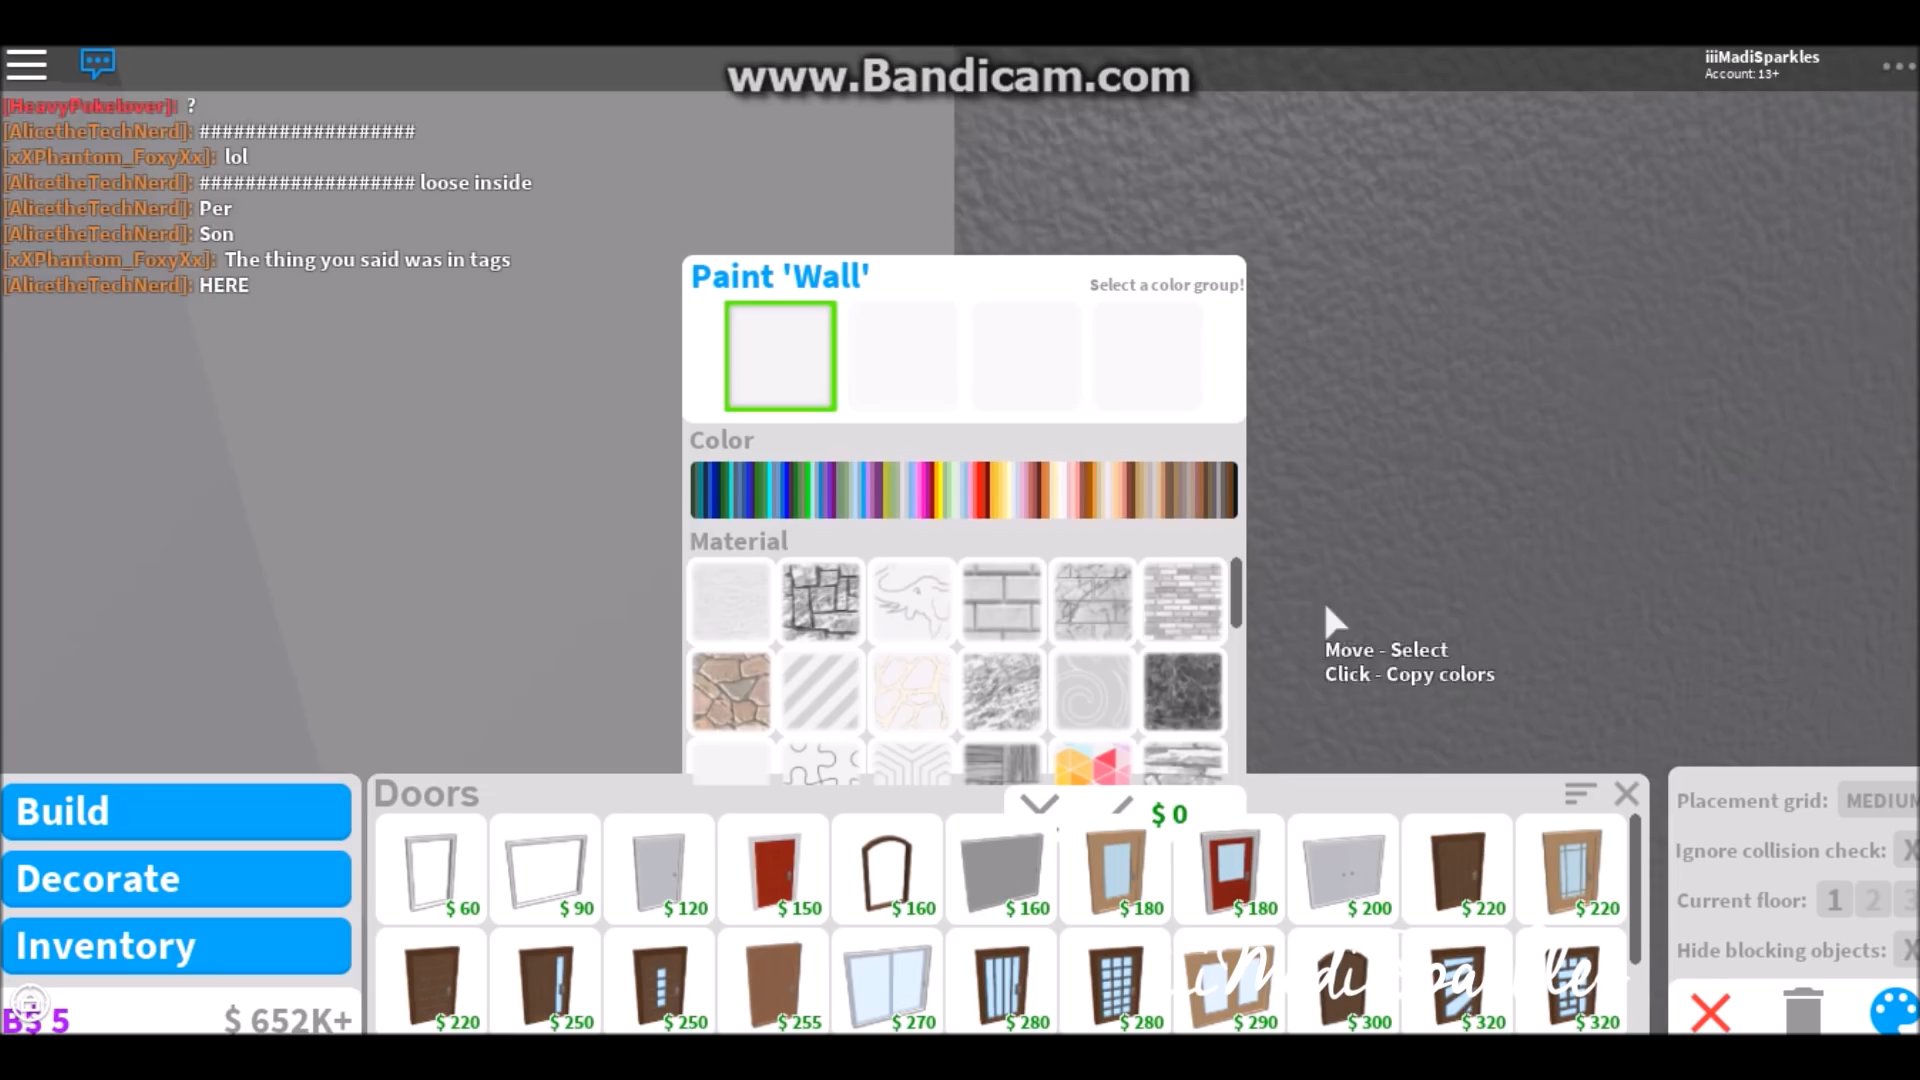 www.Bandicam.com
iiiMadiSparkles
Account: 13+
[HeavyPokelover]: ?
[AlicetheTechNerd]: ###################
[xXPhantom_FoxyXx]: lol
[AlicetheTechNerd]: ################### loose inside
[AlicetheTechNerd]: Per
[AlicetheTechNerd]: Son
[xXPhantom_FoxyXx]: The thing you said was in tags
[AlicetheTechNerd]: HERE
Paint 'Wall'
Select a color group!
Color
Material
Move - Select
Click - Copy colors
$ 0
Build
Decorate
Inventory
B$ 5
$ 652K+
Doors
$ 60 $ 90 $ 120 $ 150 $ 160 $ 160 $ 180 $ 180 $ 200 $ 220 $ 220
$ 220 $ 250 $ 250 $ 255 $ 270 $ 280 $ 280 $ 290 $ 300 $ 320 $ 320
Placement grid: MEDIUM
Ignore collision check: X
Current floor: 1 2 3
Hide blocking objects: X